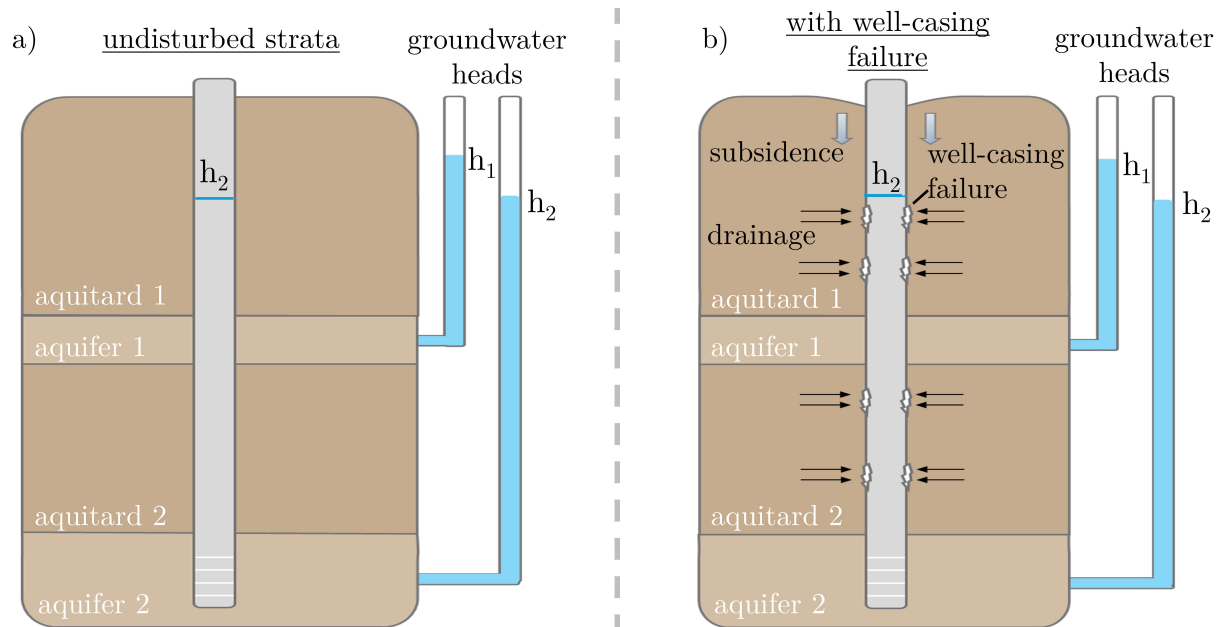 a)
undisturbed strata
groundwater
heads
h₂
h₁
h₂
aquitard 1
aquifer 1
aquitard 2
aquifer 2
b)
with well-casing
failure
groundwater
heads
subsidence
well-casing
failure
h₂
h₁
h₂
drainage
aquitard 1
aquifer 1
aquitard 2
aquifer 2